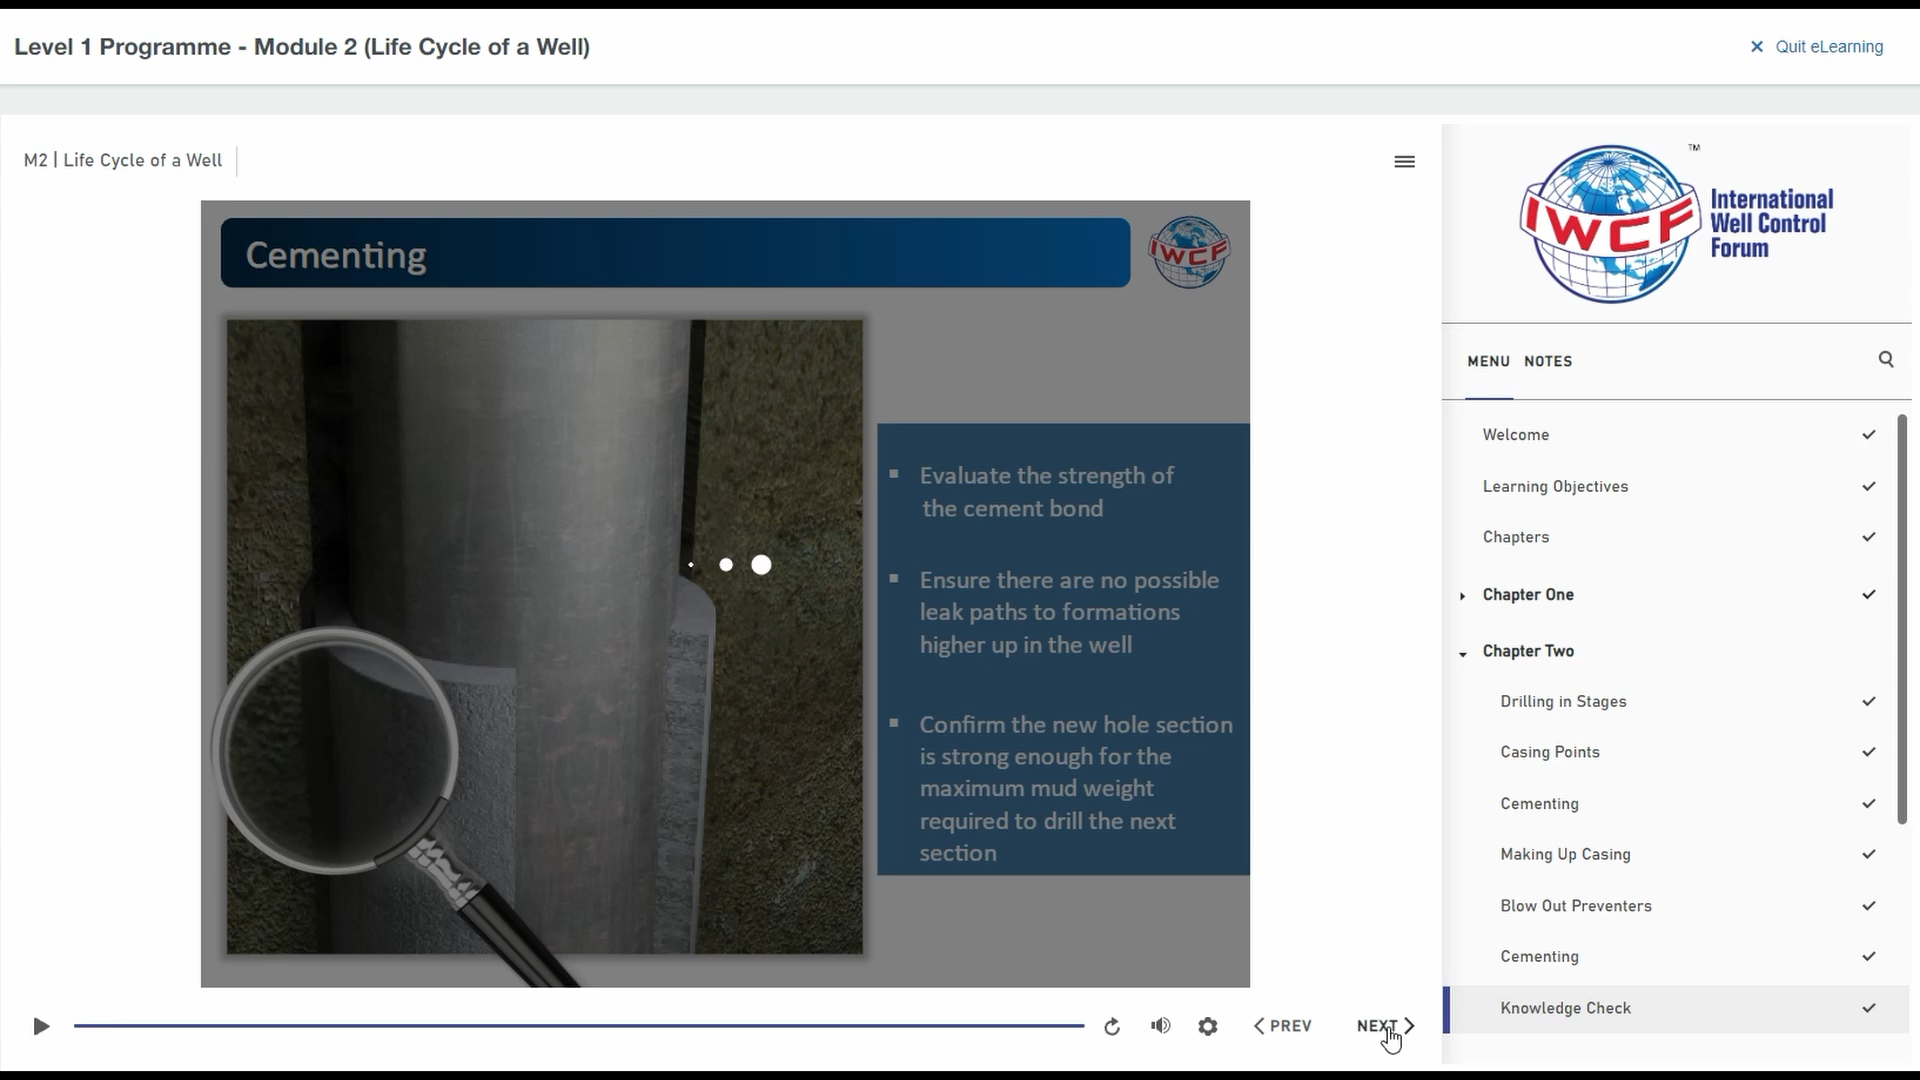 Level 1 Programme - Module 2 (Life Cycle of a Well)
Quit eLearning
M2 | Life Cycle of a Well
Cementing
IWCF
Evaluate the strength of
the cement bond
Ensure there are no possible
leak paths to formations
higher up in the well
Confirm the new hole section
is strong enough for the
maximum mud weight
required to drill the next
section
PREV
NEXT
TM
IWCF
International
Well Control
Forum
MENU NOTES
Welcome
Learning Objectives
Chapters
Chapter One
Chapter Two
Drilling in Stages
Casing Points
Cementing
Making Up Casing
Blow Out Preventers
Cementing
Knowledge Check